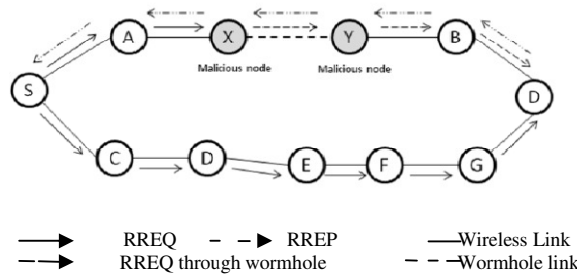 A X Y B
Malicious node Malicious node
S D
C D E F G
RREQ RREP Wireless Link
RREQ through wormhole Wormhole link